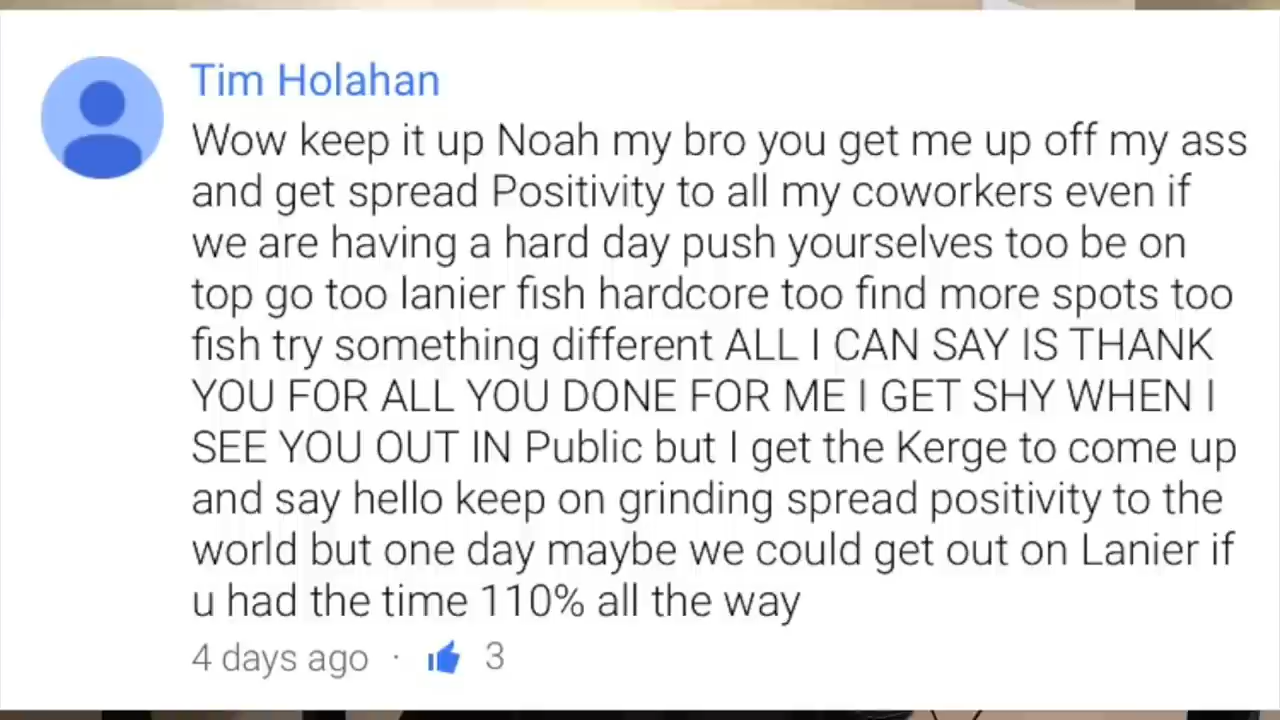 Tim Holahan
Wow keep it up Noah my bro you get me up off my ass
and get spread Positivity to all my coworkers even if
we are having a hard day push yourselves too be on
top go too lanier fish hardcore too find more spots too
fish try something different ALL I CAN SAY IS THANK
YOU FOR ALL YOU DONE FOR ME I GET SHY WHEN I
SEE YOU OUT IN Public but I get the Kerge to come up
and say hello keep on grinding spread positivity to the
world but one day maybe we could get out on Lanier if
u had the time 110% all the way
4 days ago · 3